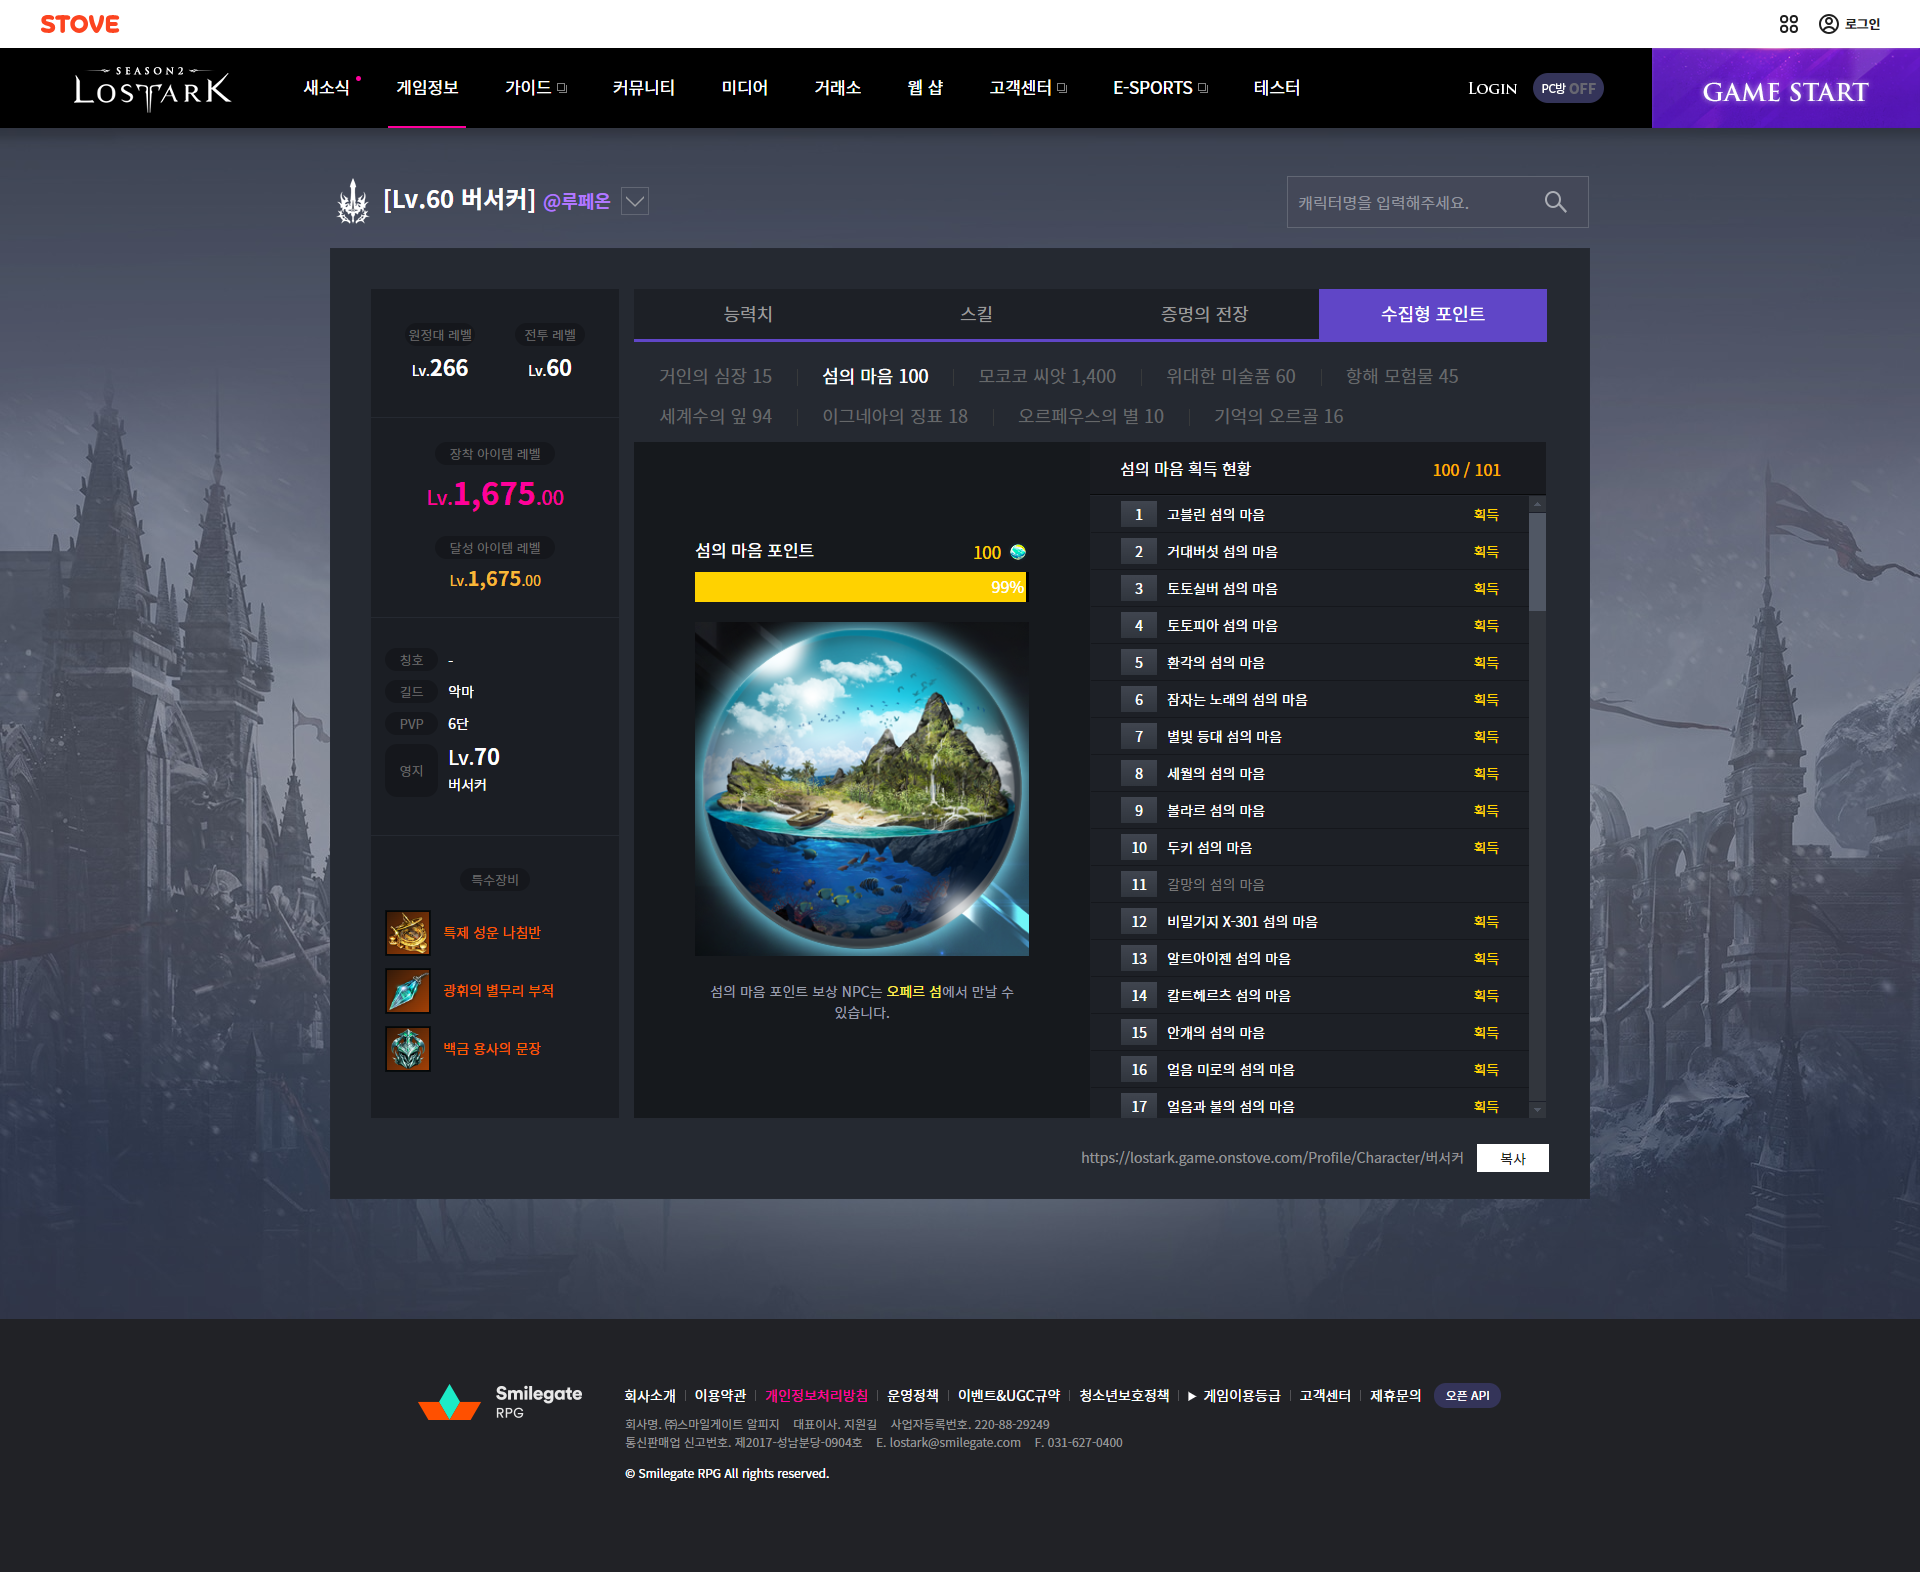 STOVE
로그인
SEASON2
LOSTARK
새소식 게임정보 가이드 커뮤니티 미디어 거래소 웹 샵 고객센터 E-SPORTS 테스터
LOGIN PC방 OFF GAME START
[Lv.60 버서커] @루페온
캐릭터명을 입력해주세요.
원정대 레벨 전투 레벨
Lv.266 Lv.60
장착 아이템 레벨
Lv.1,675.00
달성 아이템 레벨
Lv.1,675.00
칭호 -
길드 악마
PVP 6단
영지 Lv.70
버서커
특수장비
특제 성운 나침반
광휘의 별무리 부적
백금 용사의 문장
능력치 스킬 증명의 전장 수집형 포인트
거인의 심장 15 섬의 마음 100 모코코 씨앗 1,400 위대한 미술품 60 항해 모험물 45
세계수의 잎 94 이그네아의 징표 18 오르페우스의 별 10 기억의 오르골 16
섬의 마음 포인트 100
99%
섬의 마음 포인트 보상 NPC는 오페르 섬에서 만날 수
있습니다.
섬의 마음 획득 현황 100 / 101
1 고블린 섬의 마음 획득
2 거대버섯 섬의 마음 획득
3 토토실버 섬의 마음 획득
4 토토피아 섬의 마음 획득
5 환각의 섬의 마음 획득
6 잠자는 노래의 섬의 마음 획득
7 별빛 등대 섬의 마음 획득
8 세월의 섬의 마음 획득
9 볼라르 섬의 마음 획득
10 두키 섬의 마음 획득
11 갈망의 섬의 마음
12 비밀기지 X-301 섬의 마음 획득
13 알트아이젠 섬의 마음 획득
14 칼트헤르츠 섬의 마음 획득
15 안개의 섬의 마음 획득
16 얼음 미로의 섬의 마음 획득
17 얼음과 불의 섬의 마음 획득
https://lostark.game.onstove.com/Profile/Character/버서커 복사
Smilegate
RPG
회사소개 이용약관 개인정보처리방침 운영정책 이벤트&UGC규약 청소년보호정책 ▶ 게임이용등급 고객센터 제휴문의 오픈 API
회사명. ㈜스마일게이트 알피지 대표이사. 지원길 사업자등록번호. 220-88-29249
통신판매업 신고번호. 제2017-성남분당-0904호 E. lostark@smilegate.com F. 031-627-0400
© Smilegate RPG All rights reserved.